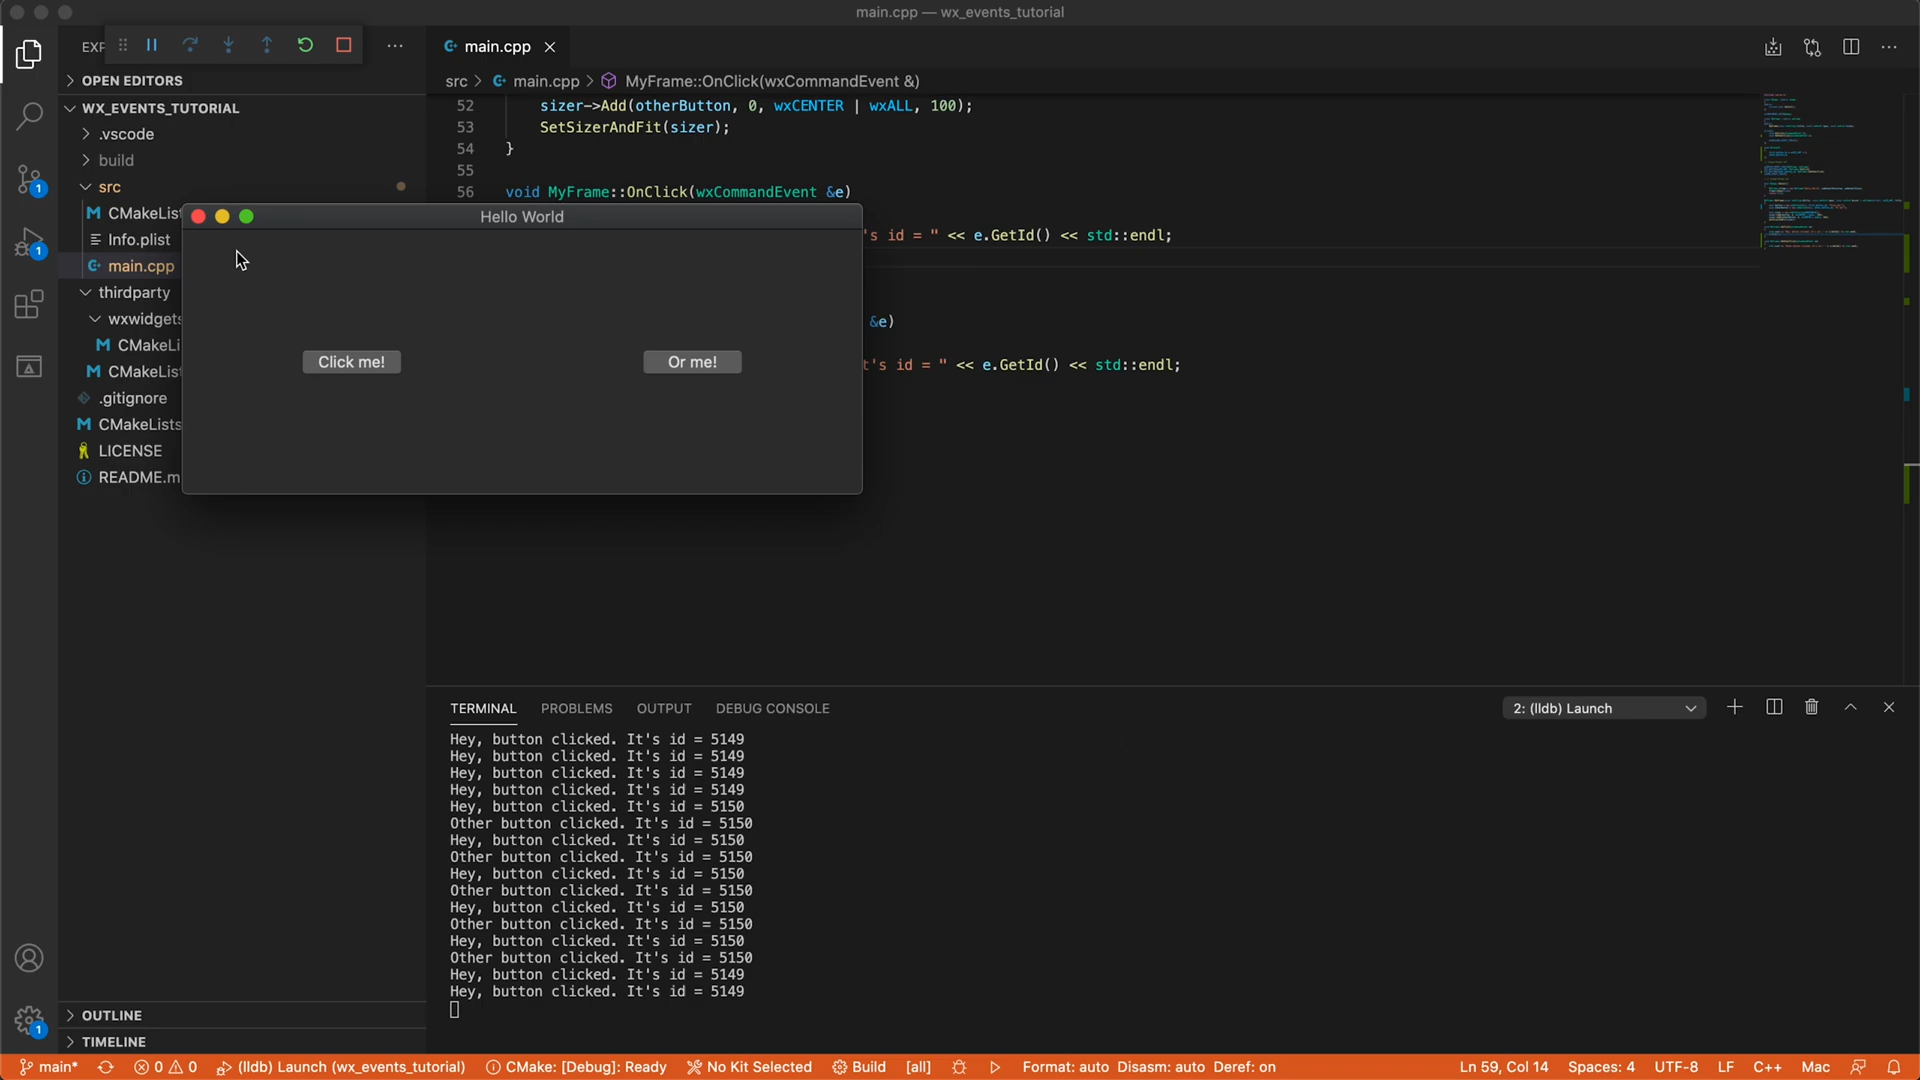 main.cpp — wx_events_tutorial
EXP
main.cpp
OPEN EDITORS
src > main.cpp > MyFrame::OnClick(wxCommandEvent &)
WX_EVENTS_TUTORIAL
.vscode
build
src
CMakeList
Info.plist
main.cpp
thirdparty
wxwidgets
CMakeLi
CMakeList
.gitignore
CMakeLists
LICENSE
README.m
52 sizer->Add(otherButton, 0, wxCENTER | wxALL, 100);
53 SetSizerAndFit(sizer);
54 }
55
56 void MyFrame::OnClick(wxCommandEvent &e)
's id = " << e.GetId() << std::endl;
&e)
t's id = " << e.GetId() << std::endl;
Hello World
Click me!
Or me!
TERMINAL PROBLEMS OUTPUT DEBUG CONSOLE
2: (lldb) Launch
Hey, button clicked. It's id = 5149
Hey, button clicked. It's id = 5149
Hey, button clicked. It's id = 5149
Hey, button clicked. It's id = 5149
Hey, button clicked. It's id = 5150
Other button clicked. It's id = 5150
Hey, button clicked. It's id = 5150
Other button clicked. It's id = 5150
Hey, button clicked. It's id = 5150
Other button clicked. It's id = 5150
Hey, button clicked. It's id = 5150
Other button clicked. It's id = 5150
Hey, button clicked. It's id = 5150
Other button clicked. It's id = 5150
Hey, button clicked. It's id = 5149
Hey, button clicked. It's id = 5149
1
1
1
OUTLINE
TIMELINE
main* 0 0 (lldb) Launch (wx_events_tutorial) CMake: [Debug]: Ready No Kit Selected Build [all] Format: auto Disasm: auto Deref: on Ln 59, Col 14 Spaces: 4 UTF-8 LF C++ Mac